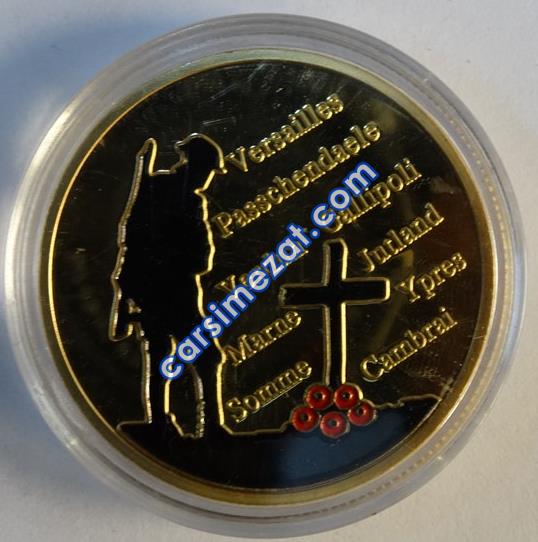 Versailles
Passchendaele
Gallipoli
Jutland
Ypres
Marne
Somme
Cambrai
carsimezat.com